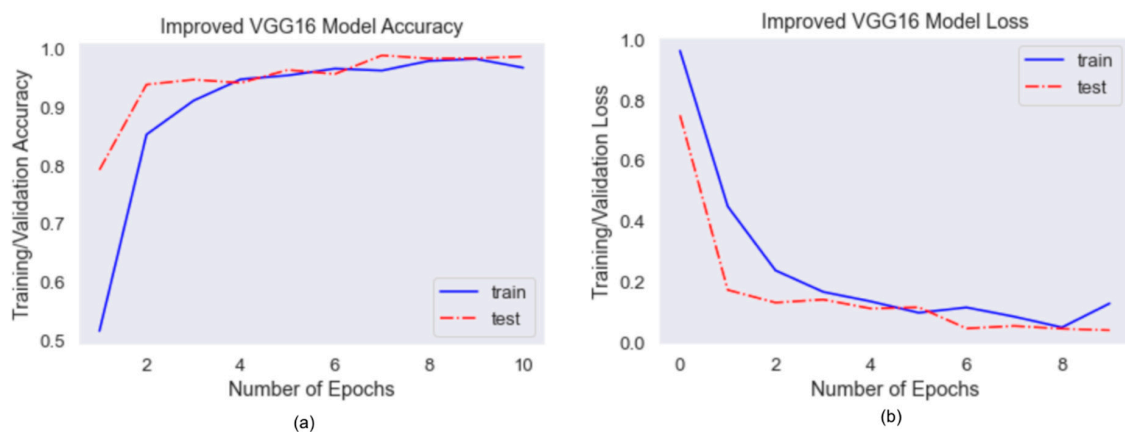 Improved VGG16 Model Accuracy
Training/Validation Accuracy
1.0
0.9
0.8
0.7
0.6
0.5
train
test
2
4
6
8
10
Number of Epochs
(a)
Improved VGG16 Model Loss
Training/Validation Loss
1.0
0.8
0.6
0.4
0.2
0.0
train
test
0
2
4
6
8
Number of Epochs
(b)